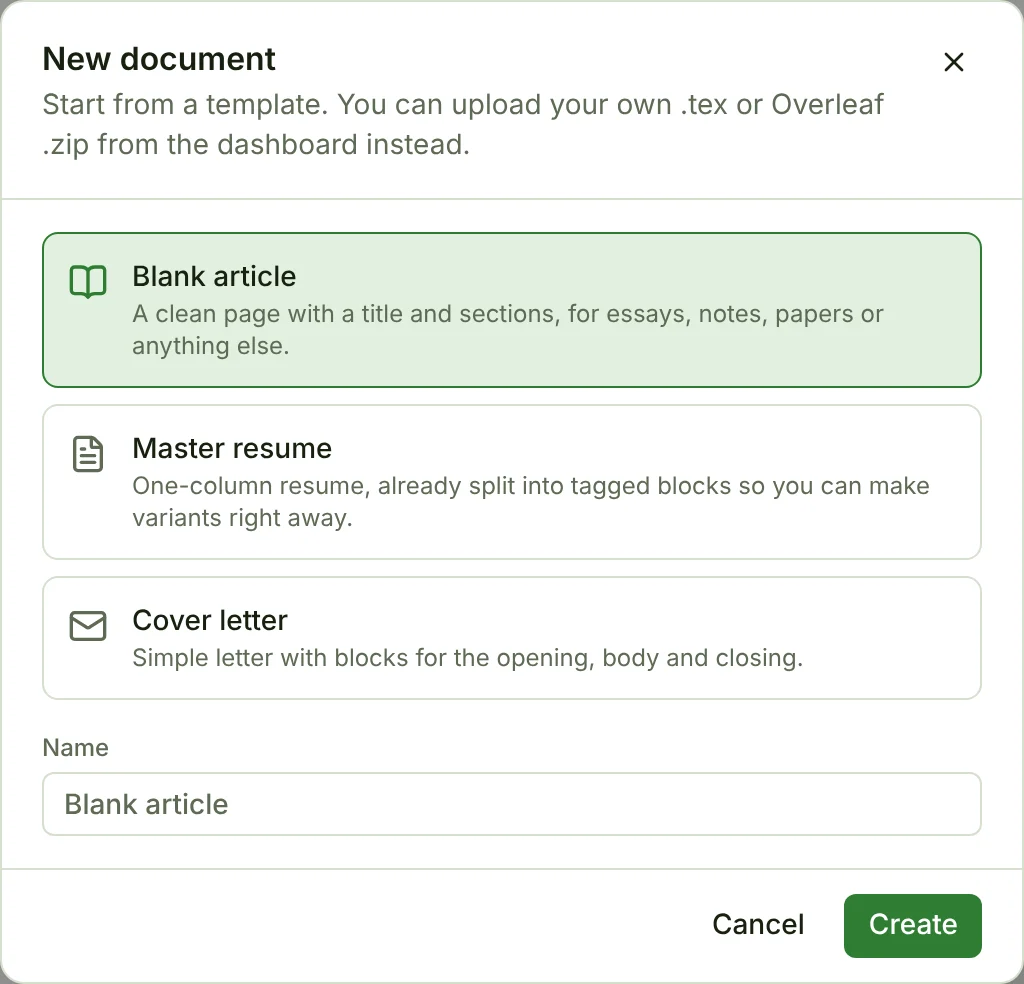 New document
Start from a template. You can upload your own .tex or Overleaf
.zip from the dashboard instead.
Blank article
A clean page with a title and sections, for essays, notes, papers or
anything else.
Master resume
One-column resume, already split into tagged blocks so you can make
variants right away.
Cover letter
Simple letter with blocks for the opening, body and closing.
Name
Blank article
Cancel
Create